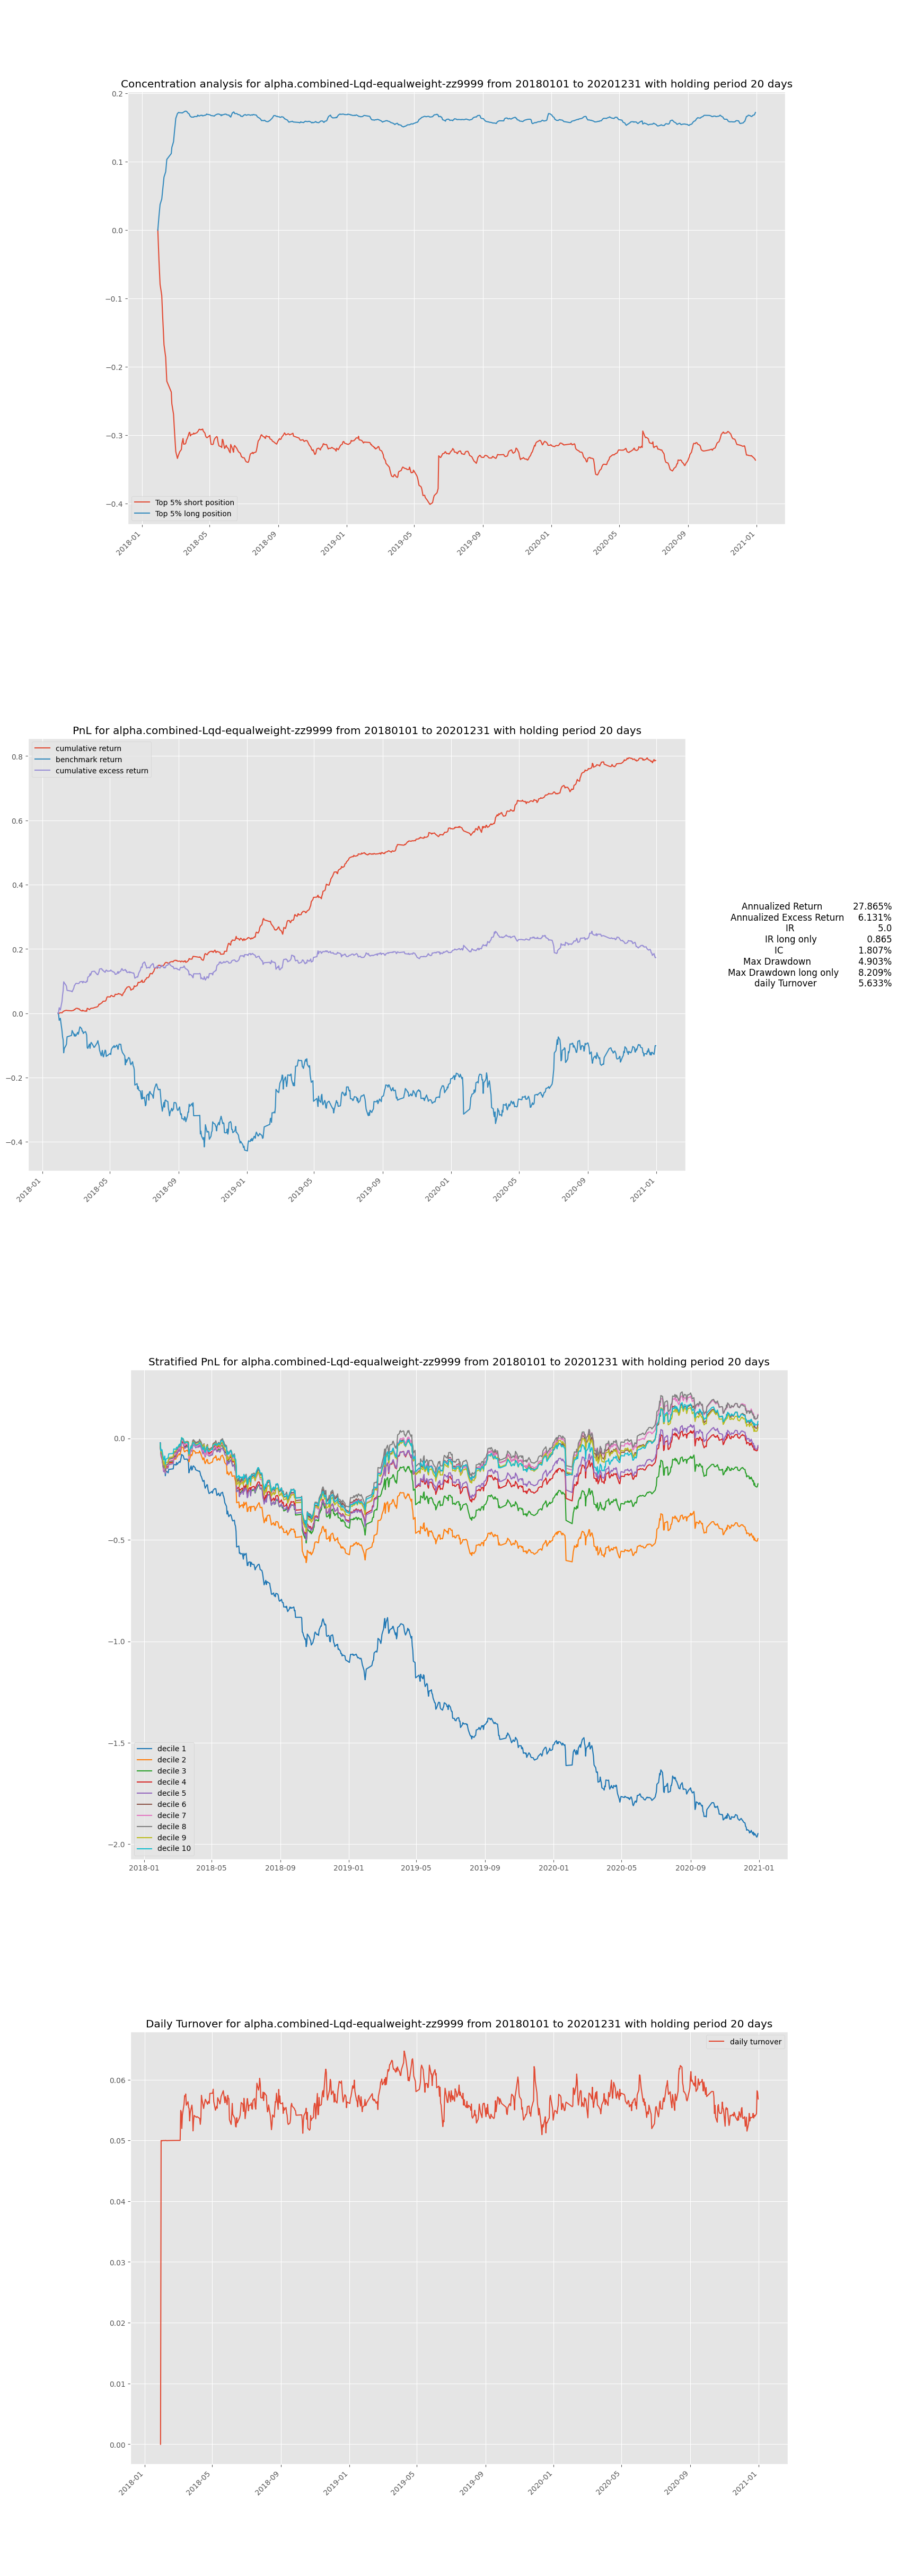 Concentration analysis for alpha.combined-Lqd-equalweight-zz9999 from 20180101 to 20201231 with holding period 20 days
0.2
0.1
0.0
−0.1
−0.2
−0.3
−0.4
Top 5% short position
Top 5% long position
2018-01
2018-05
2018-09
2019-01
2019-05
2019-09
2020-01
2020-05
2020-09
2021-01
PnL for alpha.combined-Lqd-equalweight-zz9999 from 20180101 to 20201231 with holding period 20 days
cumulative return
benchmark return
cumulative excess return
0.8
0.6
0.4
0.2
0.0
−0.2
−0.4
2018-01
2018-05
2018-09
2019-01
2019-05
2019-09
2020-01
2020-05
2020-09
2021-01
Annualized Return 27.865%
Annualized Excess Return 6.131%
IR 5.0
IR long only 0.865
IC 1.807%
Max Drawdown 4.903%
Max Drawdown long only 8.209%
daily Turnover 5.633%
Stratified PnL for alpha.combined-Lqd-equalweight-zz9999 from 20180101 to 20201231 with holding period 20 days
0.0
−0.5
−1.0
−1.5
−2.0
decile 1
decile 2
decile 3
decile 4
decile 5
decile 6
decile 7
decile 8
decile 9
decile 10
2018-01
2018-05
2018-09
2019-01
2019-05
2019-09
2020-01
2020-05
2020-09
2021-01
Daily Turnover for alpha.combined-Lqd-equalweight-zz9999 from 20180101 to 20201231 with holding period 20 days
daily turnover
0.06
0.05
0.04
0.03
0.02
0.01
0.00
2018-01
2018-05
2018-09
2019-01
2019-05
2019-09
2020-01
2020-05
2020-09
2021-01